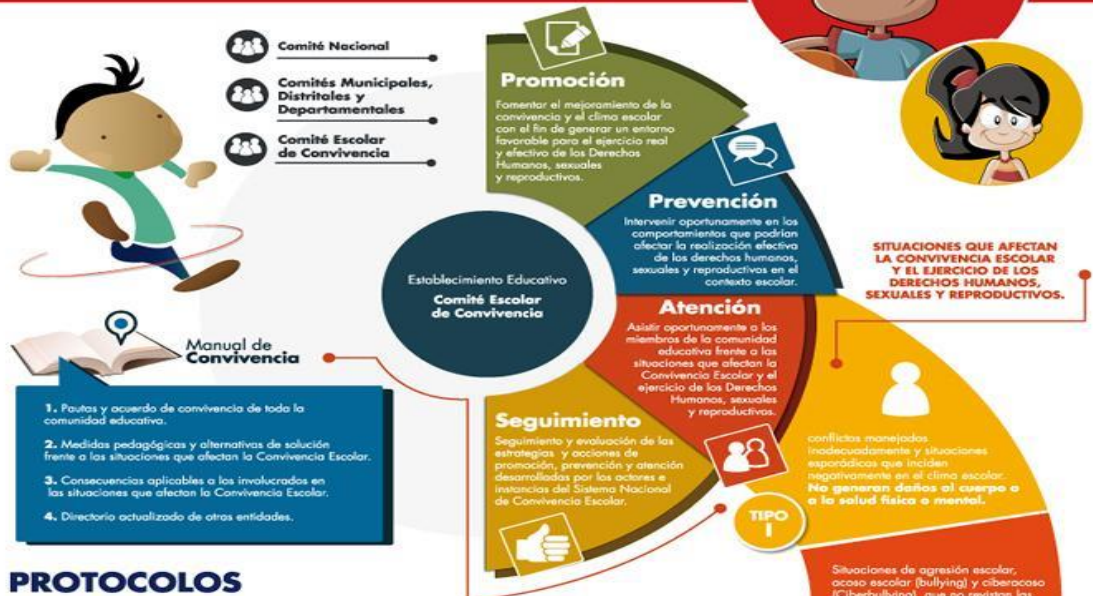 Comité Nacional
Comités Municipales,
Distritales y
Departamentales
Comité Escolar
de Convivencia
Promoción
Fomentar el mejoramiento de la
convivencia y el clima escolar
con el fin de generar un entorno
favorable para el ejercicio real
y efectivo de los Derechos
Humanos, sexuales
y reproductivos.
Prevención
Intervenir oportunamente en los
comportamientos que podrían
afectar la realización efectiva
de los derechos humanos,
sexuales y reproductivos en el
contexto escolar.
SITUACIONES QUE AFECTAN
LA CONVIVENCIA ESCOLAR
Y EL EJERCICIO DE LOS
DERECHOS HUMANOS,
SEXUALES Y REPRODUCTIVOS.
Establecimiento Educativo
Comité Escolar
de Convivencia
Atención
Asistir oportunamente a los
miembros de la comunidad
educativa frente a las
situaciones que afectan la
Convivencia Escolar y el
ejercicio de los Derechos
Humanos, sexuales
y reproductivos.
Manual de
Convivencia
1. Pautas y acuerdo de convivencia de toda la
comunidad educativa.
2. Medidas pedagógicas y alternativas de solución
frente a las situaciones que afectan la Convivencia Escolar.
3. Consecuencias aplicables a los involucrados en
las situaciones que afectan la Convivencia Escolar.
4. Directorio actualizado de otras entidades.
Seguimiento
Seguimiento y evaluación de las
estrategias y acciones de
promoción, prevención y atención
desarrolladas por los actores e
instancias del Sistema Nacional
de Convivencia Escolar.
conflictos manejados
inadecuadamente y situaciones
esporádicas que inciden
negativamente en el clima escolar.
No generan daños al cuerpo o
a la salud física o mental.
TIPO
I
Situaciones de agresión escolar,
acoso escolar (bullying) y ciberacoso
(Ciberbullying), que no revistan las
PROTOCOLOS